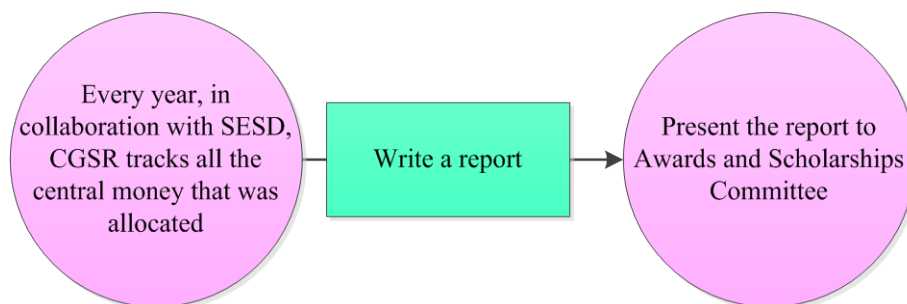 Every year, in
collaboration with SESD,
CGSR tracks all the
central money that was
allocated
Write a report
Present the report to
Awards and Scholarships
Committee